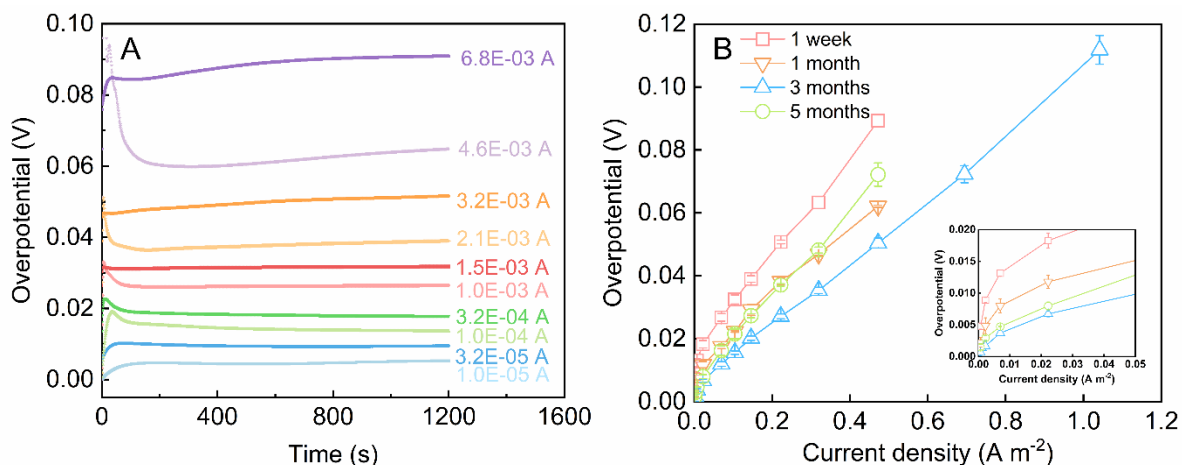 A
Overpotential (V)
0.10
0.08
0.06
0.04
0.02
0.00
6.8E-03 A
4.6E-03 A
3.2E-03 A
2.1E-03 A
1.5E-03 A
1.0E-03 A
3.2E-04 A
1.0E-04 A
3.2E-05 A
1.0E-05 A
0 400 800 1200 1600
Time (s)
B
1 week
1 month
3 months
5 months
Overpotential (V)
0.12
0.10
0.08
0.06
0.04
0.02
0.00
0.0 0.2 0.4 0.6 0.8 1.0 1.2
Current density (A m⁻²)
Overpotential (V)
0.020
0.015
0.010
0.005
0.000
0.00 0.01 0.02 0.03 0.04 0.05
Current density (A m⁻²)